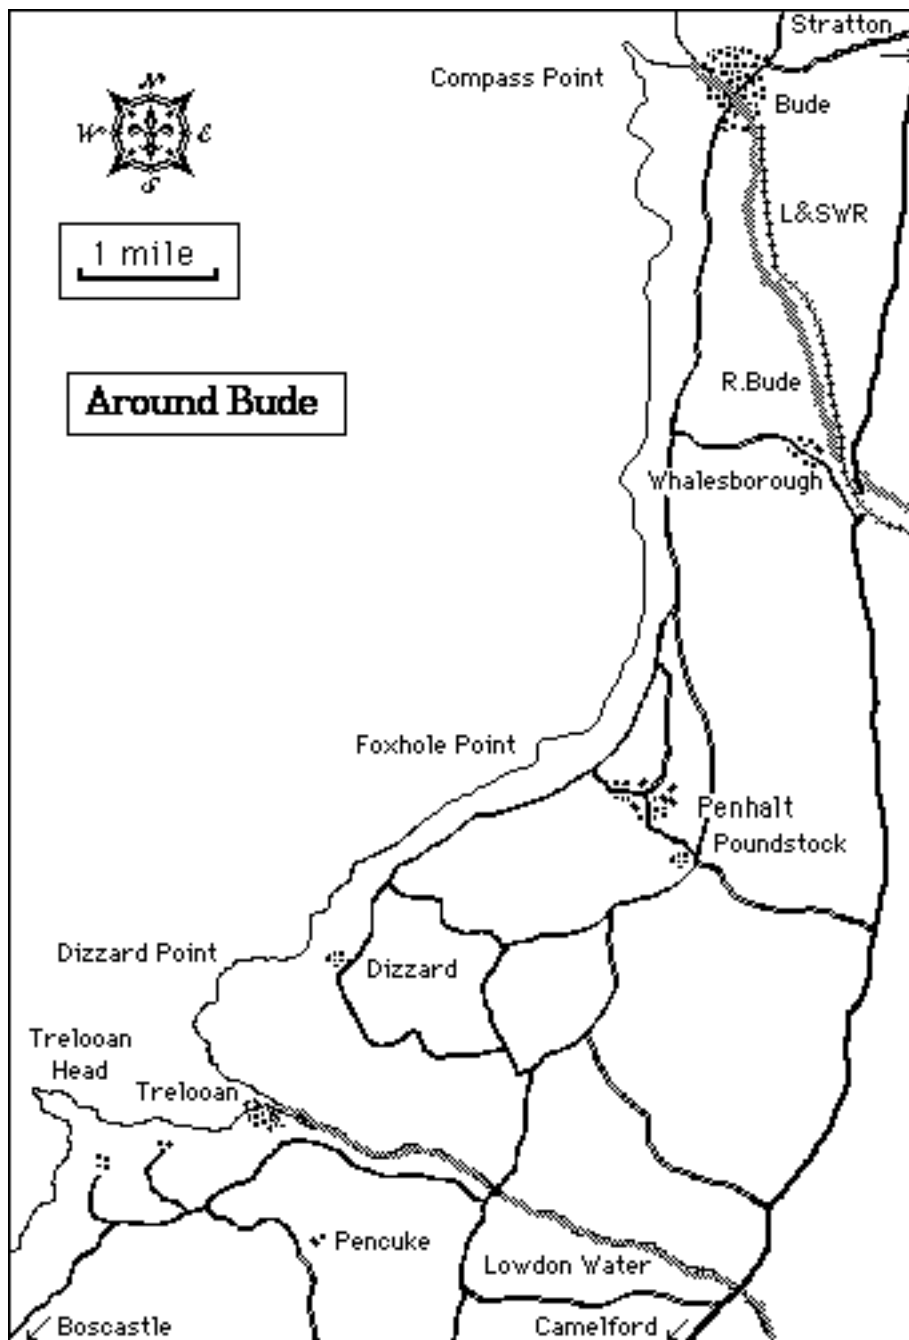 Stratton
Compass Point
Bude
N
W
E
S
L&SWR
1 mile
R.Bude
Around Bude
Whalesborough
Foxhole Point
Penhalt
Poundstock
Dizzard Point
Dizzard
Trelooan
Head
Trelooan
Pencuke
Lowdon Water
Boscastle
Camelford